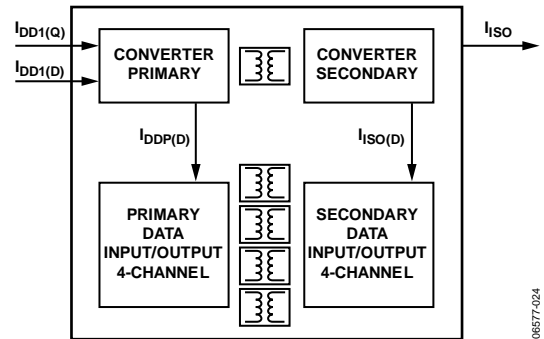 IDD1(Q)
IDD1(D)
CONVERTER
PRIMARY
CONVERTER
SECONDARY
IISO
IDDP(D)
IISO(D)
PRIMARY
DATA
INPUT/OUTPUT
4-CHANNEL
SECONDARY
DATA
INPUT/OUTPUT
4-CHANNEL
06577-024